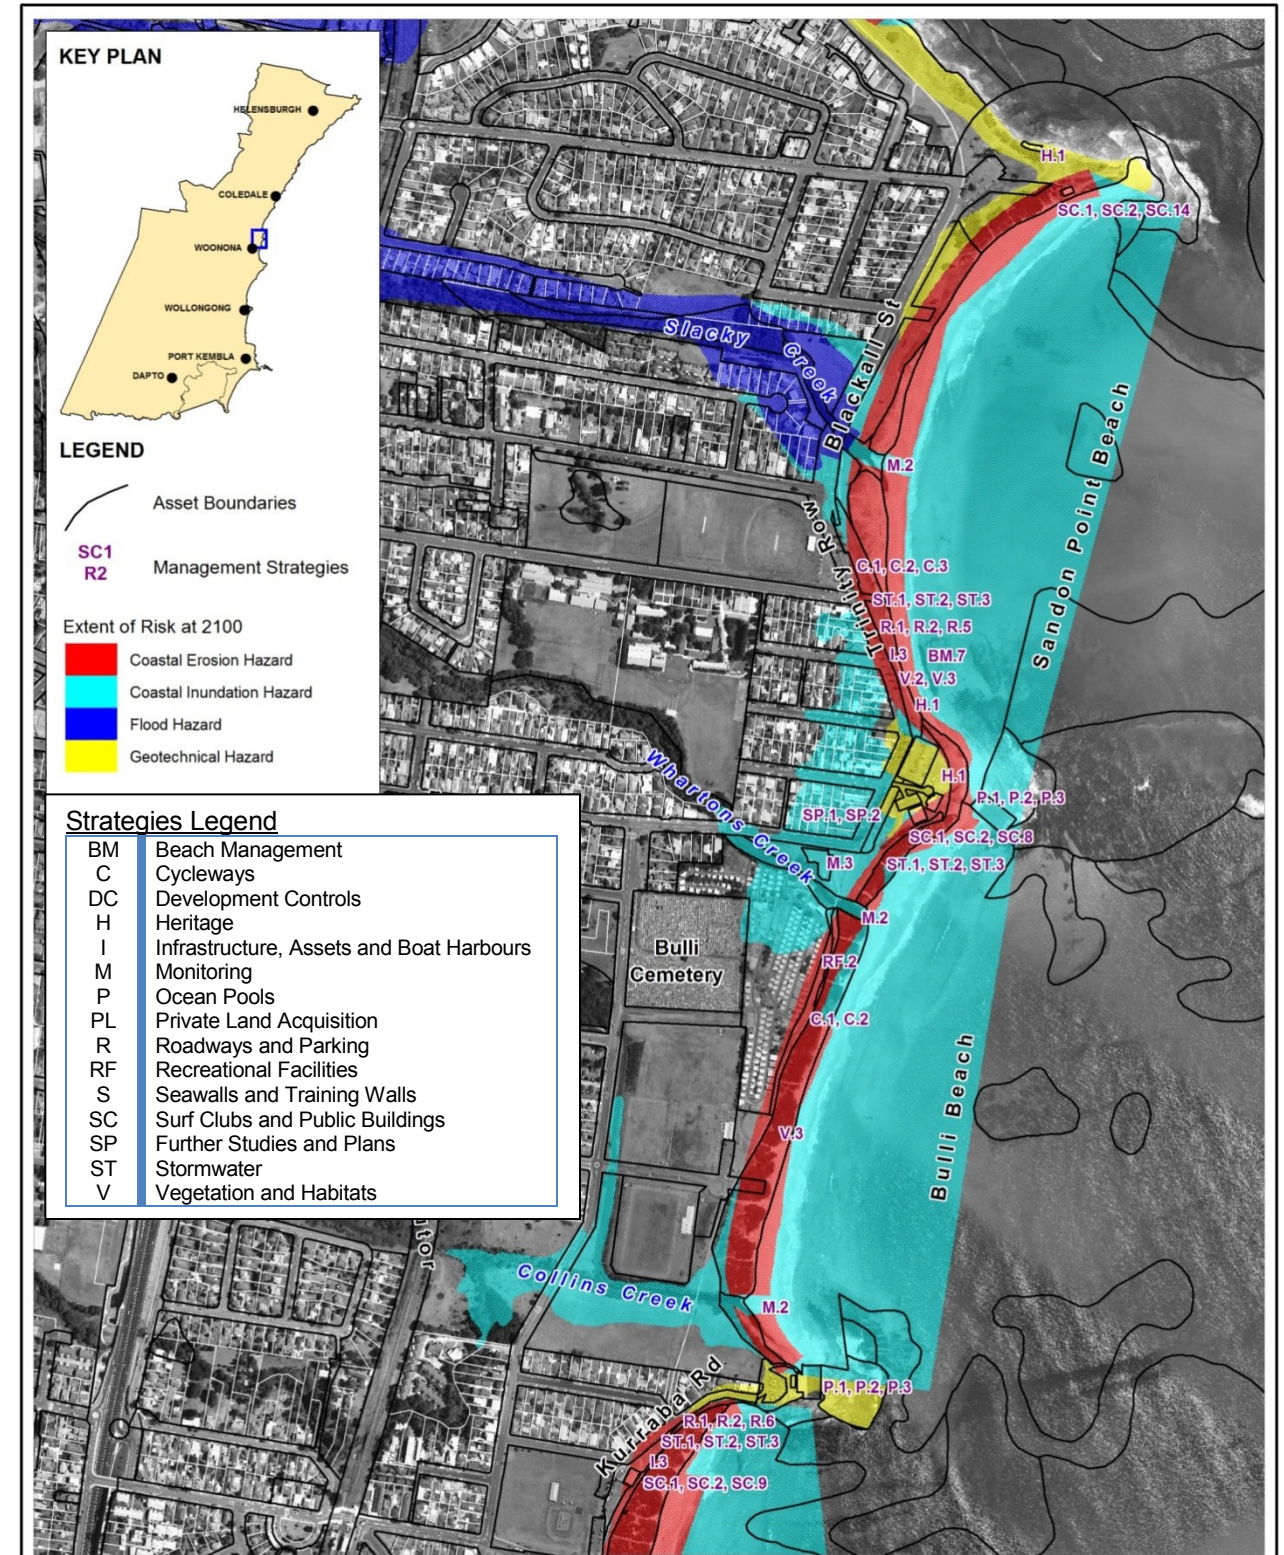 KEY PLAN
HELENSBURGH
COLEDALE
WOONONA
WOLLONGONG
PORT KEMBLA
DAPTO
LEGEND
Asset Boundaries
SC1
R2
Management Strategies
Extent of Risk at 2100
Coastal Erosion Hazard
Coastal Inundation Hazard
Flood Hazard
Geotechnical Hazard
Strategies Legend
BM Beach Management
C Cycleways
DC Development Controls
H Heritage
I Infrastructure, Assets and Boat Harbours
M Monitoring
P Ocean Pools
PL Private Land Acquisition
R Roadways and Parking
RF Recreational Facilities
S Seawalls and Training Walls
SC Surf Clubs and Public Buildings
SP Further Studies and Plans
ST Stormwater
V Vegetation and Habitats
H.1
SC.1, SC.2, SC.14
Slacky Creek
Blackall St
M.2
Sandon Point Beach
Trinity Row
C.1, C.2, C.3
ST.1, ST.2, ST.3
R.1, R.2, R.5
I.3 BM.7
V.2, V.3
H.1
H.1
P.1, P.2, P.3
Whartons Creek
SP.1, SP.2
SC.1, SC.2, SC.8
M.3
ST.1, ST.2, ST.3
M.2
Bulli
Cemetery
RF.2
C.1, C.2
Bulli Beach
V.3
Collins Creek
M.2
Kurraba Rd
P.1, P.2, P.3
R.1, R.2, R.6
ST.1, ST.2, ST.3
I.3
SC.1, SC.2, SC.9